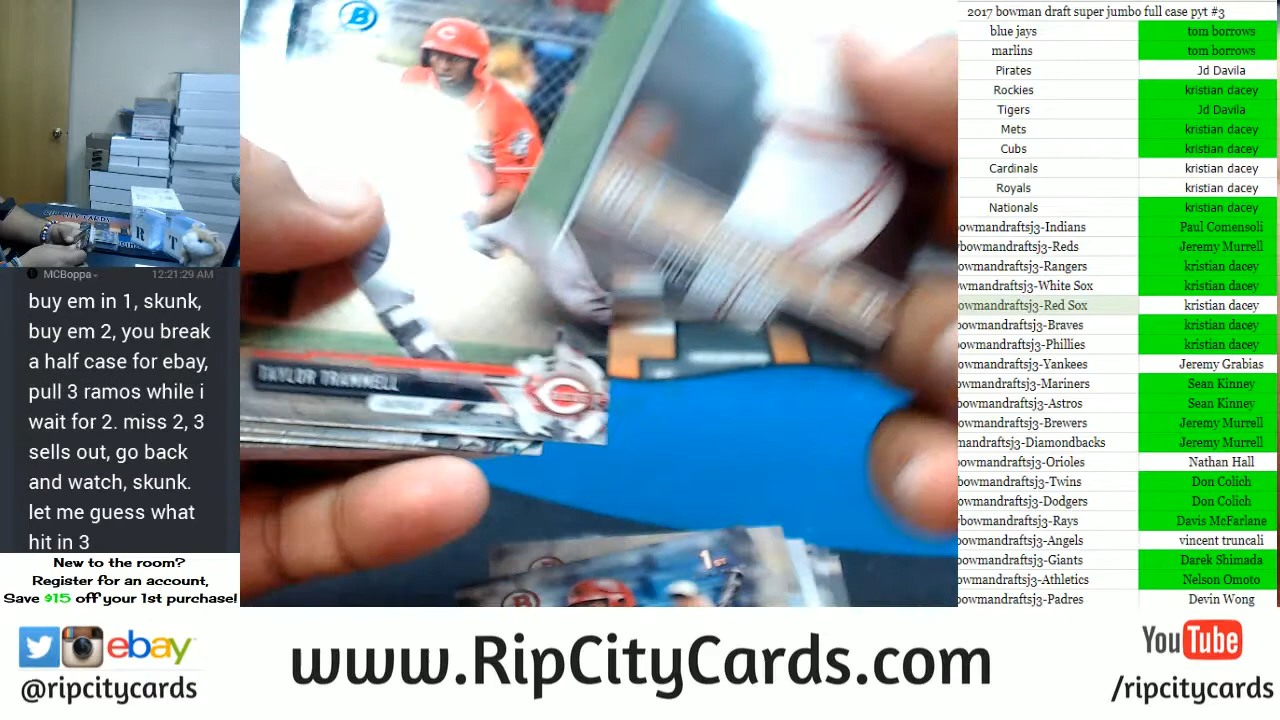 2017 bowman draft super jumbo full case pyt #3
blue jays tom borrows
marlins tom borrows
Pirates Jd Davila
Rockies kristian dacey
Tigers Jd Davila
Mets kristian dacey
Cubs kristian dacey
Cardinals kristian dacey
Royals kristian dacey
Nationals kristian dacey
bowmandraftsj3-Indians Paul Comensoli
bowmandraftsj3-Reds Jeremy Murrell
owmandraftsj3-Rangers kristian dacey
owmandraftsj3-White Sox kristian dacey
owmandraftsj3-Red Sox kristian dacey
bowmandraftsj3-Braves kristian dacey
bowmandraftsj3-Phillies kristian dacey
owmandraftsj3-Yankees Jeremy Grabias
owmandraftsj3-Mariners Sean Kinney
bowmandraftsj3-Astros Sean Kinney
owmandraftsj3-Brewers Jeremy Murrell
mandraftsj3-Diamondbacks Jeremy Murrell
owmandraftsj3-Orioles Nathan Hall
bowmandraftsj3-Twins Don Colich
owmandraftsj3-Dodgers Don Colich
bowmandraftsj3-Rays Davis McFarlane
owmandraftsj3-Angels vincent truncali
bowmandraftsj3-Giants Darek Shimada
owmandraftsj3-Athletics Nelson Omoto
owmandraftsj3-Padres Devin Wong
MCBoppa 12:21:29 AM
buy em in 1, skunk,
buy em 2, you break
a half case for ebay,
pull 3 ramos while i
wait for 2. miss 2, 3
sells out, go back
and watch, skunk.
let me guess what
hit in 3
New to the room?
Register for an account,
Save $15 off your 1st purchase!
TAYLOR TRAMMELL
1st
R
T
ebay
@ripcitycards
www.RipCityCards.com
YouTube
/ripcitycards